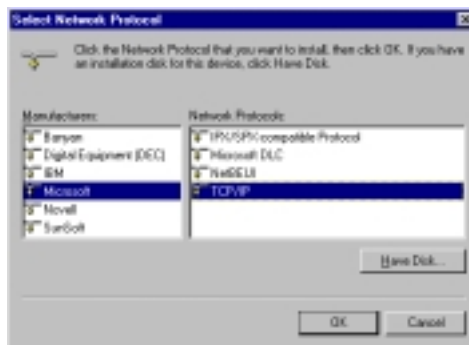 Select Network Protocol
Click the Network Protocol that you want to install, then click OK. If you have
an installation disk for this device, click Have Disk.
Manufacturers:
Banyan
Digital Equipment (DEC)
IBM
Microsoft
Novell
SunSoft
Network Protocols:
IPX/SPX-compatible Protocol
Microsoft DLC
NetBEUI
TCP/IP
Have Disk...
OK
Cancel